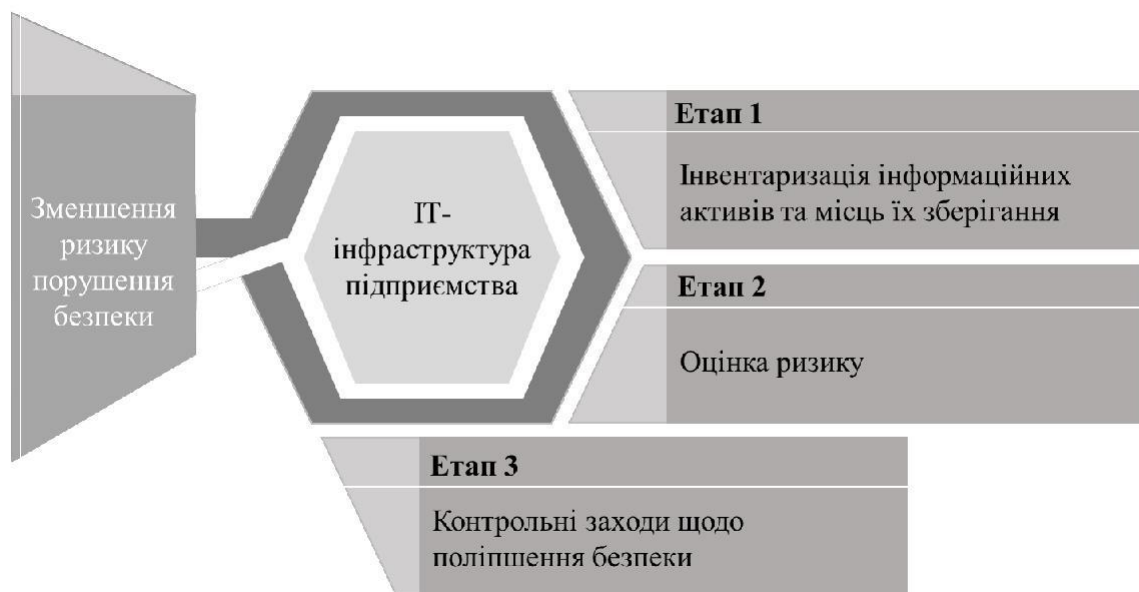 Зменшення
ризику
порушення
безпеки
ІТ-
інфраструктура
підприємства
Етап 1
Інвентаризація інформаційних
активів та місць їх зберігання
Етап 2
Оцінка ризику
Етап 3
Контрольні заходи щодо
поліпшення безпеки